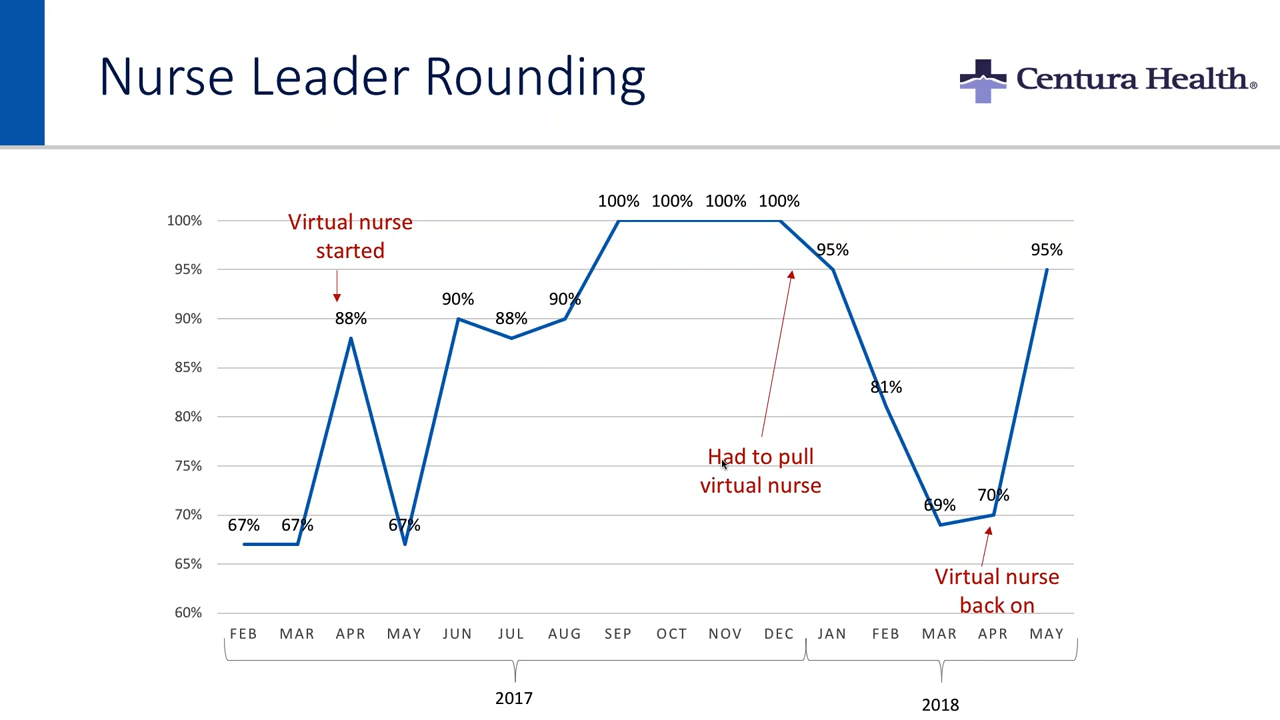 Nurse Leader Rounding
Centura Health®
100% 100% 100% 100%
100%
Virtual nurse
started
95%
95%
95%
90%
90%
88%
90%
88%
85%
81%
80%
75%
Had to pull
virtual nurse
70%
67% 67%
67%
69%
70%
65%
Virtual nurse
back on
60%
FEB MAR APR MAY JUN JUL AUG SEP OCT NOV DEC JAN FEB MAR APR MAY
2017
2018